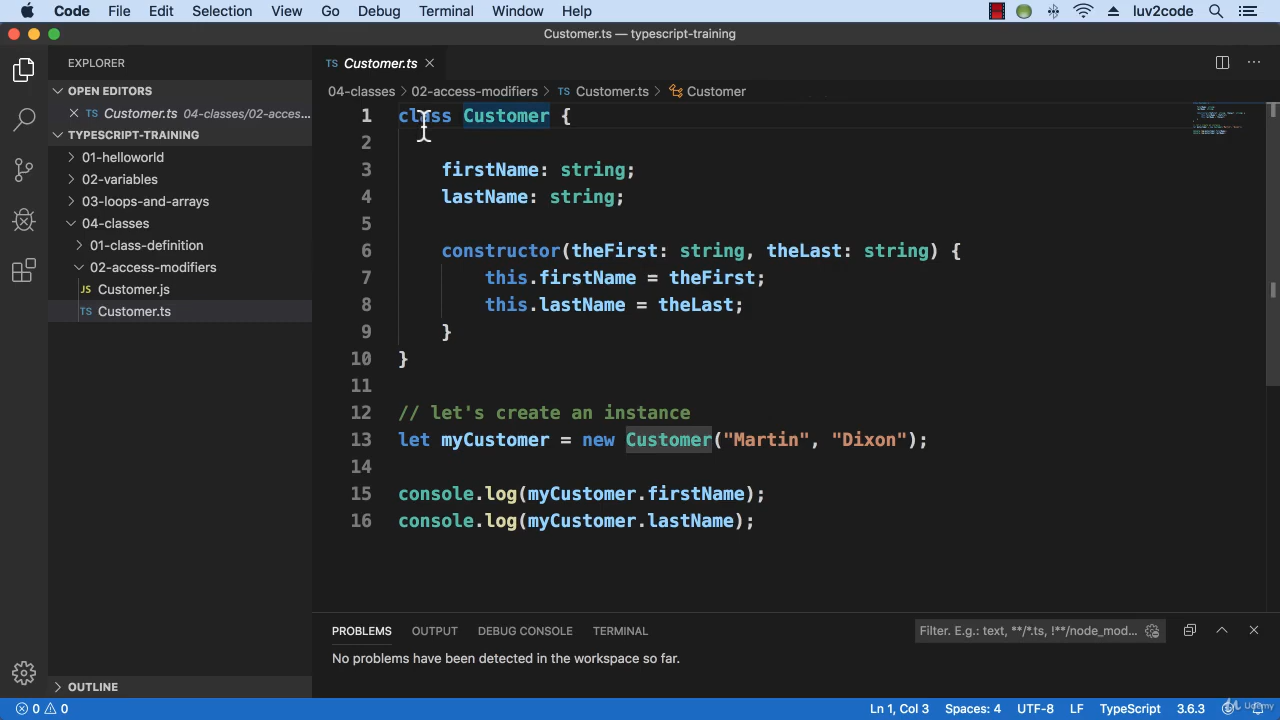 Code File Edit Selection View Go Debug Terminal Window Help luv2code
Customer.ts — typescript-training
EXPLORER
TS Customer.ts
OPEN EDITORS
04-classes 02-access-modifiers TS Customer.ts Customer
TS Customer.ts 04-classes/02-acces...
TYPESCRIPT-TRAINING
01-helloworld
02-variables
03-loops-and-arrays
04-classes
01-class-definition
02-access-modifiers
JS Customer.js
TS Customer.ts
OUTLINE
1 class Customer {
2
3 firstName: string;
4 lastName: string;
5
6 constructor(theFirst: string, theLast: string) {
7 this.firstName = theFirst;
8 this.lastName = theLast;
9 }
10 }
11
12 // let's create an instance
13 let myCustomer = new Customer("Martin", "Dixon");
14
15 console.log(myCustomer.firstName);
16 console.log(myCustomer.lastName);
PROBLEMS OUTPUT DEBUG CONSOLE TERMINAL Filter. E.g.: text, **/*.ts, !**/node_mod...
No problems have been detected in the workspace so far.
0 0 Ln 1, Col 3 Spaces: 4 UTF-8 LF TypeScript 3.6.3
Udemy